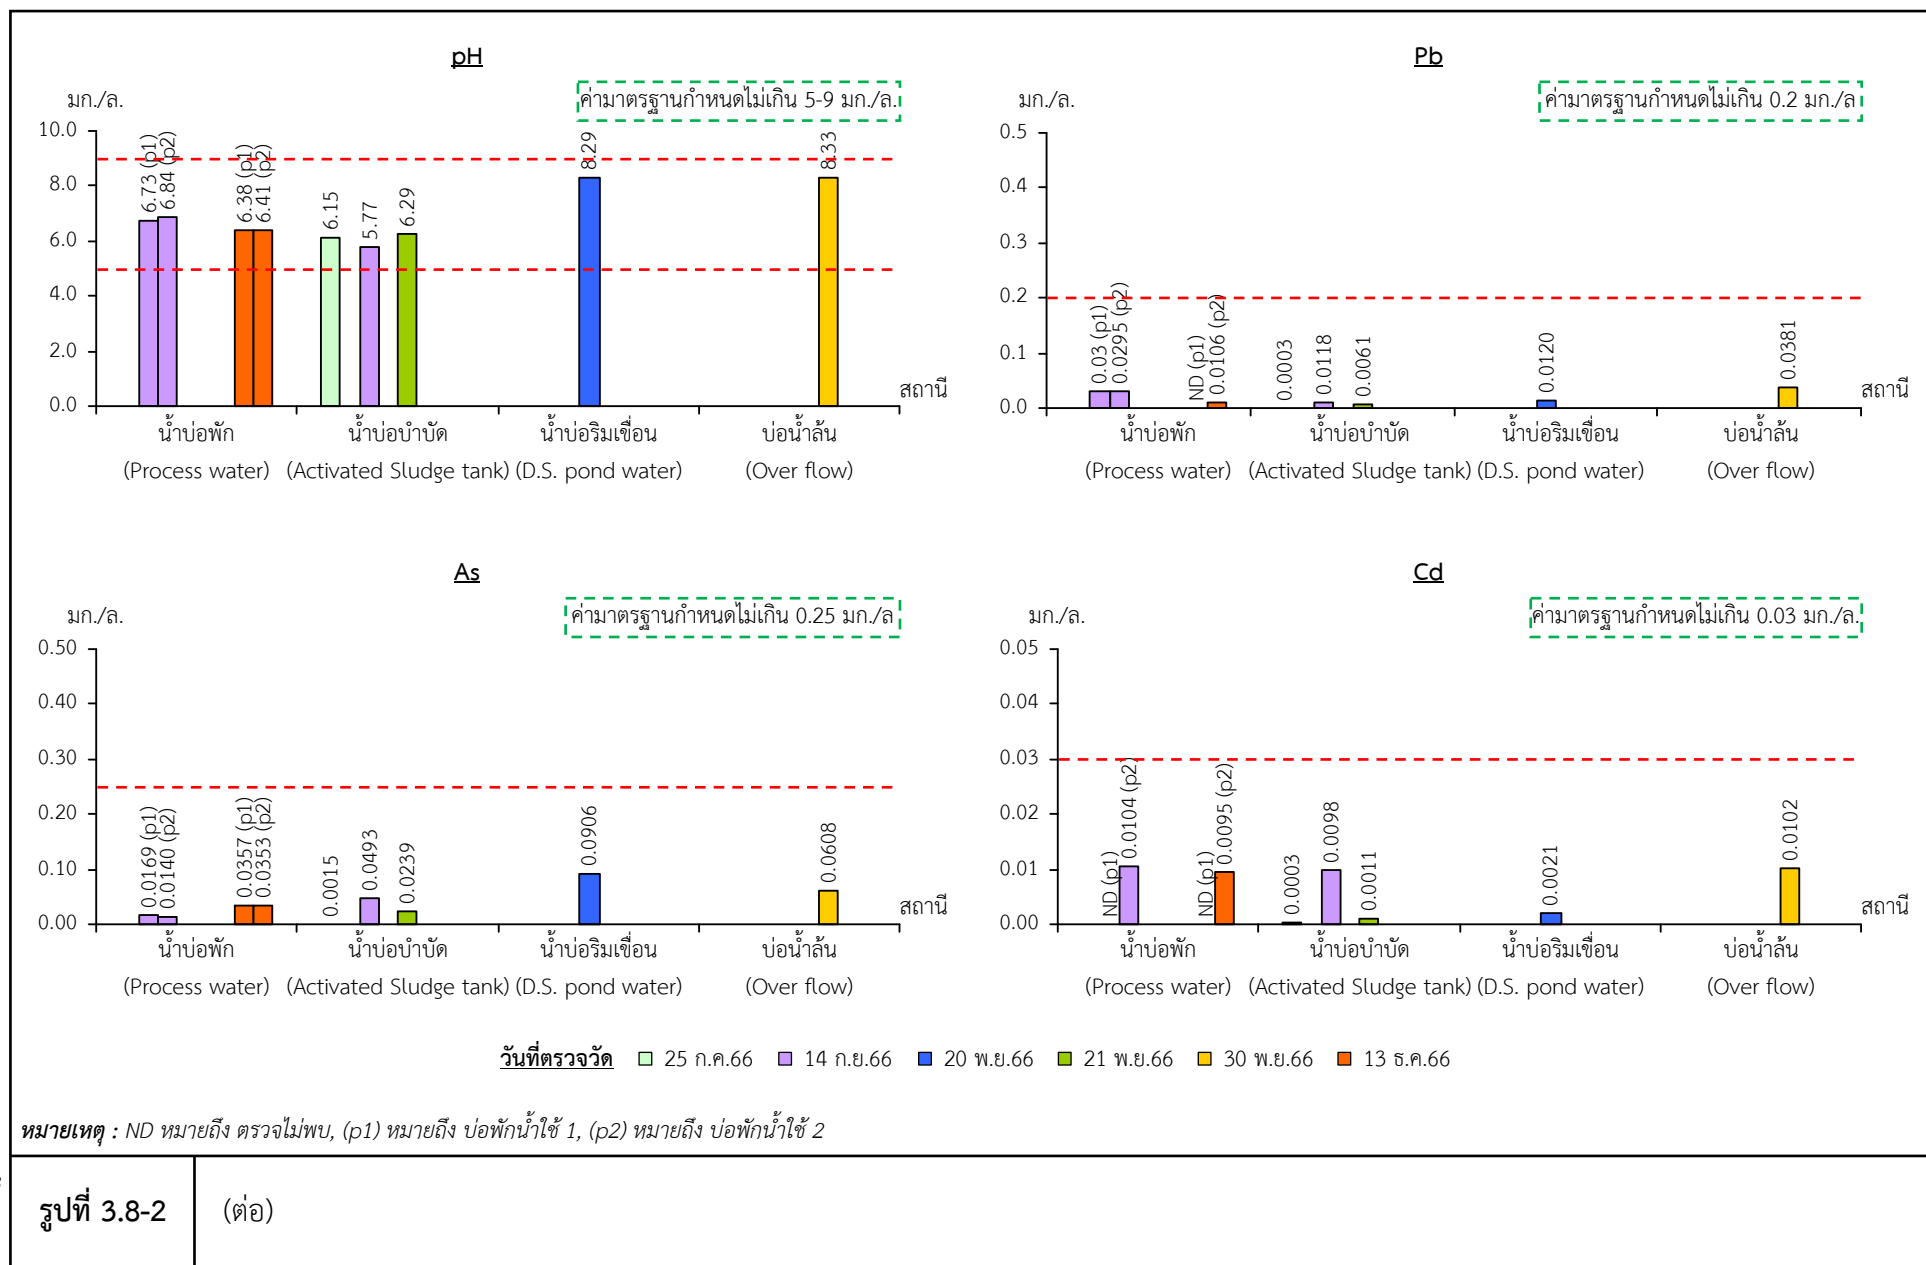 pH
มก./ล.
ค่ามาตรฐานกำหนดไม่เกิน 5-9 มก./ล.
10.0
8.0
6.0
4.0
2.0
0.0
6.73 (p1)
6.84 (p2)
6.38 (p1)
6.41 (p2)
6.15
5.77
6.29
8.29
8.33
สถานี
น้ำบ่อพัก น้ำบ่อบำบัด น้ำบ่อริมเขื่อน บ่อน้ำล้น
(Process water) (Activated Sludge tank) (D.S. pond water) (Over flow)
Pb
มก./ล.
ค่ามาตรฐานกำหนดไม่เกิน 0.2 มก./ล
0.5
0.4
0.3
0.2
0.1
0.0
0.03 (p1)
0.0295 (p2)
ND (p1)
0.0106 (p2)
0.0003
0.0118
0.0061
0.0120
0.0381
สถานี
น้ำบ่อพัก น้ำบ่อบำบัด น้ำบ่อริมเขื่อน บ่อน้ำล้น
(Process water) (Activated Sludge tank) (D.S. pond water) (Over flow)
As
มก./ล.
ค่ามาตรฐานกำหนดไม่เกิน 0.25 มก./ล
0.50
0.40
0.30
0.20
0.10
0.00
0.0169 (p1)
0.0140 (p2)
0.0357 (p1)
0.0353 (p2)
0.0015
0.0493
0.0239
0.0906
0.0608
สถานี
น้ำบ่อพัก น้ำบ่อบำบัด น้ำบ่อริมเขื่อน บ่อน้ำล้น
(Process water) (Activated Sludge tank) (D.S. pond water) (Over flow)
Cd
มก./ล.
ค่ามาตรฐานกำหนดไม่เกิน 0.03 มก./ล.
0.05
0.04
0.03
0.02
0.01
0.00
ND (p1)
0.0104 (p2)
ND (p1)
0.0095 (p2)
0.0003
0.0098
0.0011
0.0021
0.0102
สถานี
น้ำบ่อพัก น้ำบ่อบำบัด น้ำบ่อริมเขื่อน บ่อน้ำล้น
(Process water) (Activated Sludge tank) (D.S. pond water) (Over flow)
วันที่ตรวจวัด 25 ก.ค.66 14 ก.ย.66 20 พ.ย.66 21 พ.ย.66 30 พ.ย.66 13 ธ.ค.66
หมายเหตุ : ND หมายถึง ตรวจไม่พบ, (p1) หมายถึง บ่อพักน้ำใช้ 1, (p2) หมายถึง บ่อพักน้ำใช้ 2
รูปที่ 3.8-2 (ต่อ)